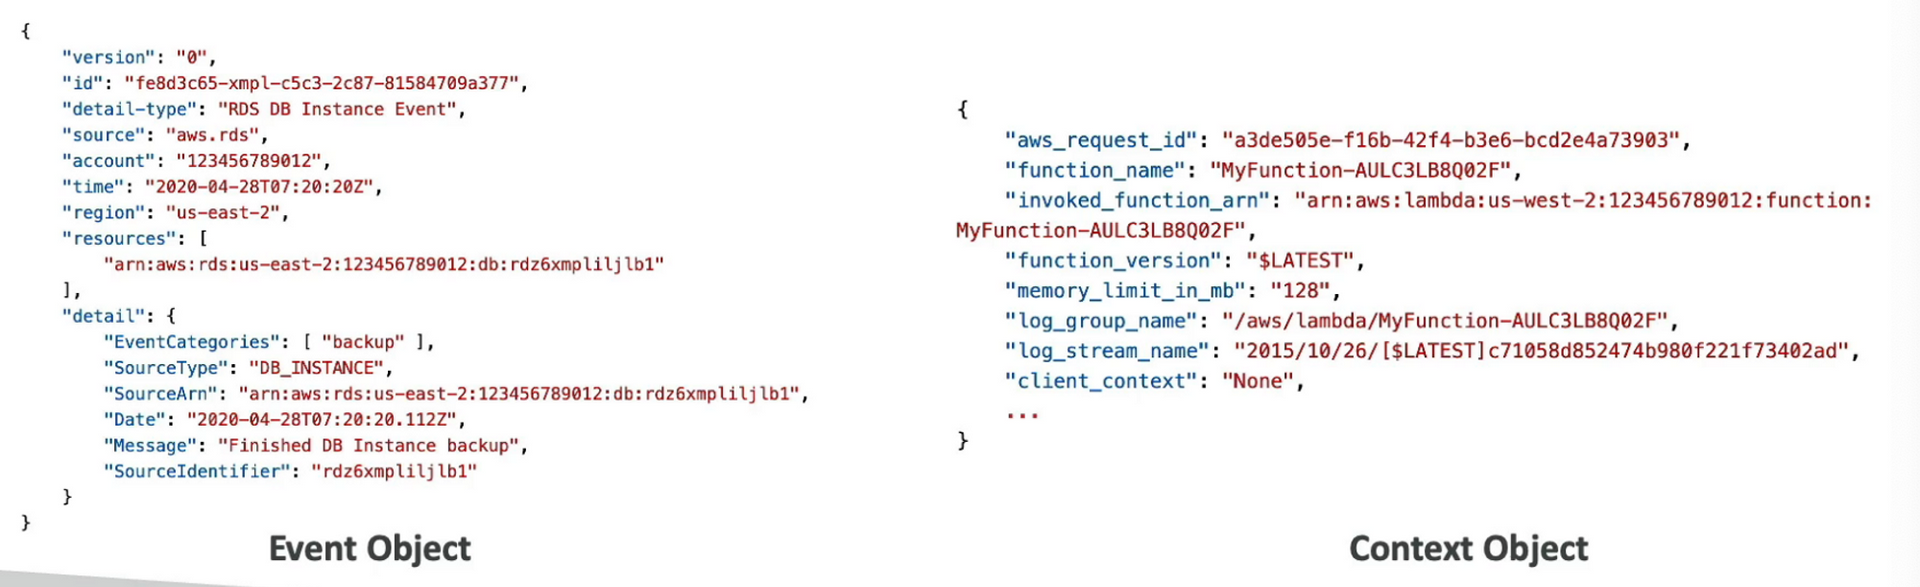 {
"version": "0",
"id": "fe8d3c65-xmpl-c5c3-2c87-81584709a377",
"detail-type": "RDS DB Instance Event",
"source": "aws.rds",
"account": "123456789012",
"time": "2020-04-28T07:20:20Z",
"region": "us-east-2",
"resources": [
"arn:aws:rds:us-east-2:123456789012:db:rdz6xmpliljlb1"
],
"detail": {
"EventCategories": [ "backup" ],
"SourceType": "DB_INSTANCE",
"SourceArn": "arn:aws:rds:us-east-2:123456789012:db:rdz6xmpliljlb1",
"Date": "2020-04-28T07:20:20.112Z",
"Message": "Finished DB Instance backup",
"SourceIdentifier": "rdz6xmpliljlb1"
}
}
Event Object
{
"aws_request_id": "a3de505e-f16b-42f4-b3e6-bcd2e4a73903",
"function_name": "MyFunction-AULC3LB8Q02F",
"invoked_function_arn": "arn:aws:lambda:us-west-2:123456789012:function:
MyFunction-AULC3LB8Q02F",
"function_version": "$LATEST",
"memory_limit_in_mb": "128",
"log_group_name": "/aws/lambda/MyFunction-AULC3LB8Q02F",
"log_stream_name": "2015/10/26/[$LATEST]c71058d852474b980f221f73402ad",
"client_context": "None",
...
}
Context Object